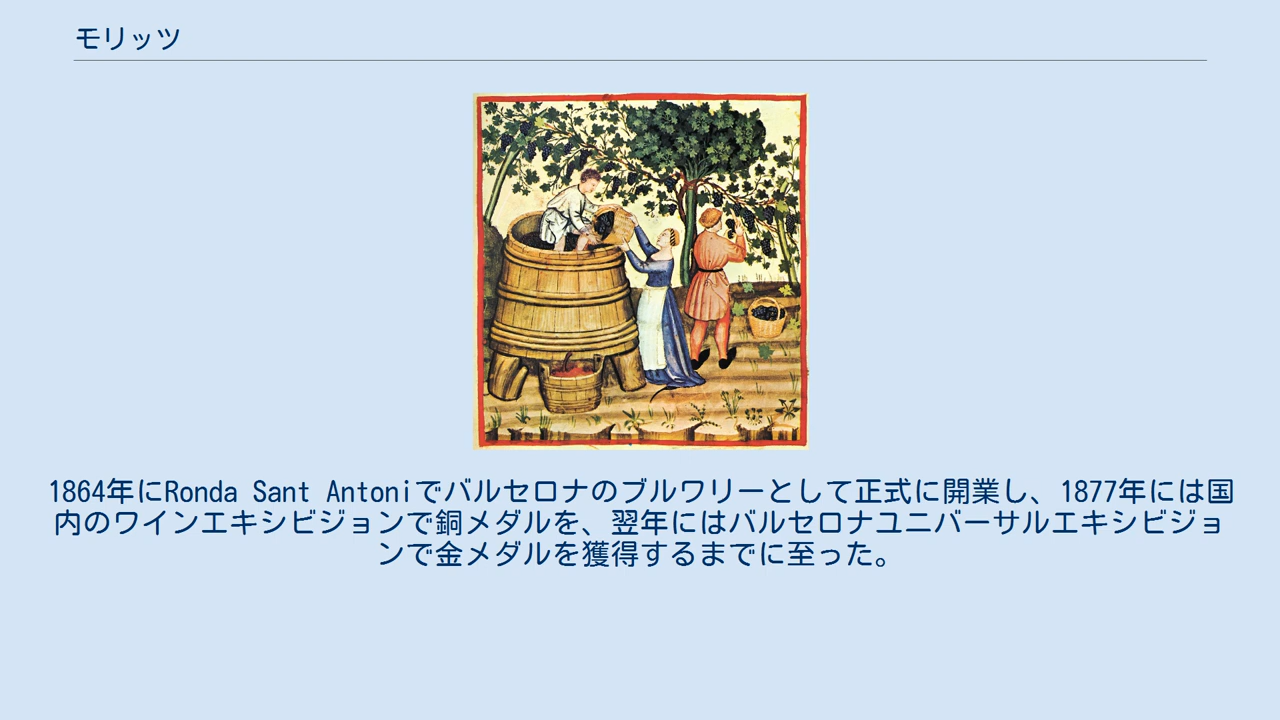 モリッツ
1864年にRonda Sant Antoniでバルセロナのブルワリーとして正式に開業し、1877年には国
内のワインエキシビジョンで銅メダルを、翌年にはバルセロナユニバーサルエキシビジョ
ンで金メダルを獲得するまでに至った。